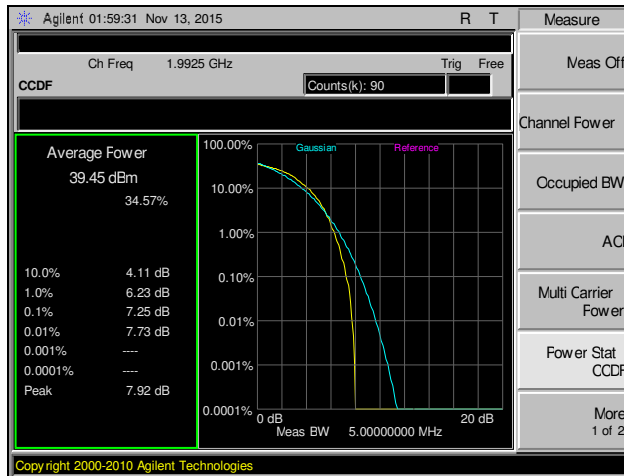 Agilent 01:59:31 Nov 13, 2015 R T Measure
Ch Freq 1.9925 GHz Trig Free
CCDF Counts(k): 90
Meas Off
Channel Fower
Occupied BW
ACP
Multi Carrier
Fower
Fower Stat
CCDF
More
1 of 2
Average Fower
39.45 dBm
34.57%
10.0% 4.11 dB
1.0% 6.23 dB
0.1% 7.25 dB
0.01% 7.73 dB
0.001% ----
0.0001% ----
Peak 7.92 dB
Gaussian Reference
100.00%
10.00%
1.00%
0.10%
0.01%
0.001%
0.0001%
0 dB 20 dB
Meas BW 5.00000000 MHz
Copyright 2000-2010 Agilent Technologies